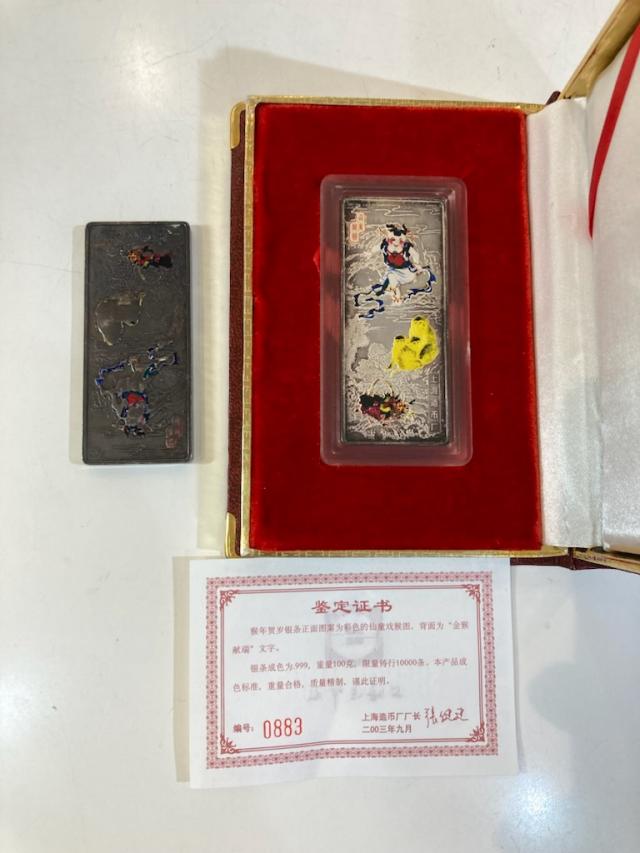 鉴定证书
猴年贺岁银条正面图案为彩色的仙童戏猴图，背面为“金猴
献瑞”文字。
银条成色为.999，重量100克，限量铸行10000条。本产品成
色标准，重量合格，质量精制，谨此证明。
编号：0883
上海造币厂厂长
二00三年九月